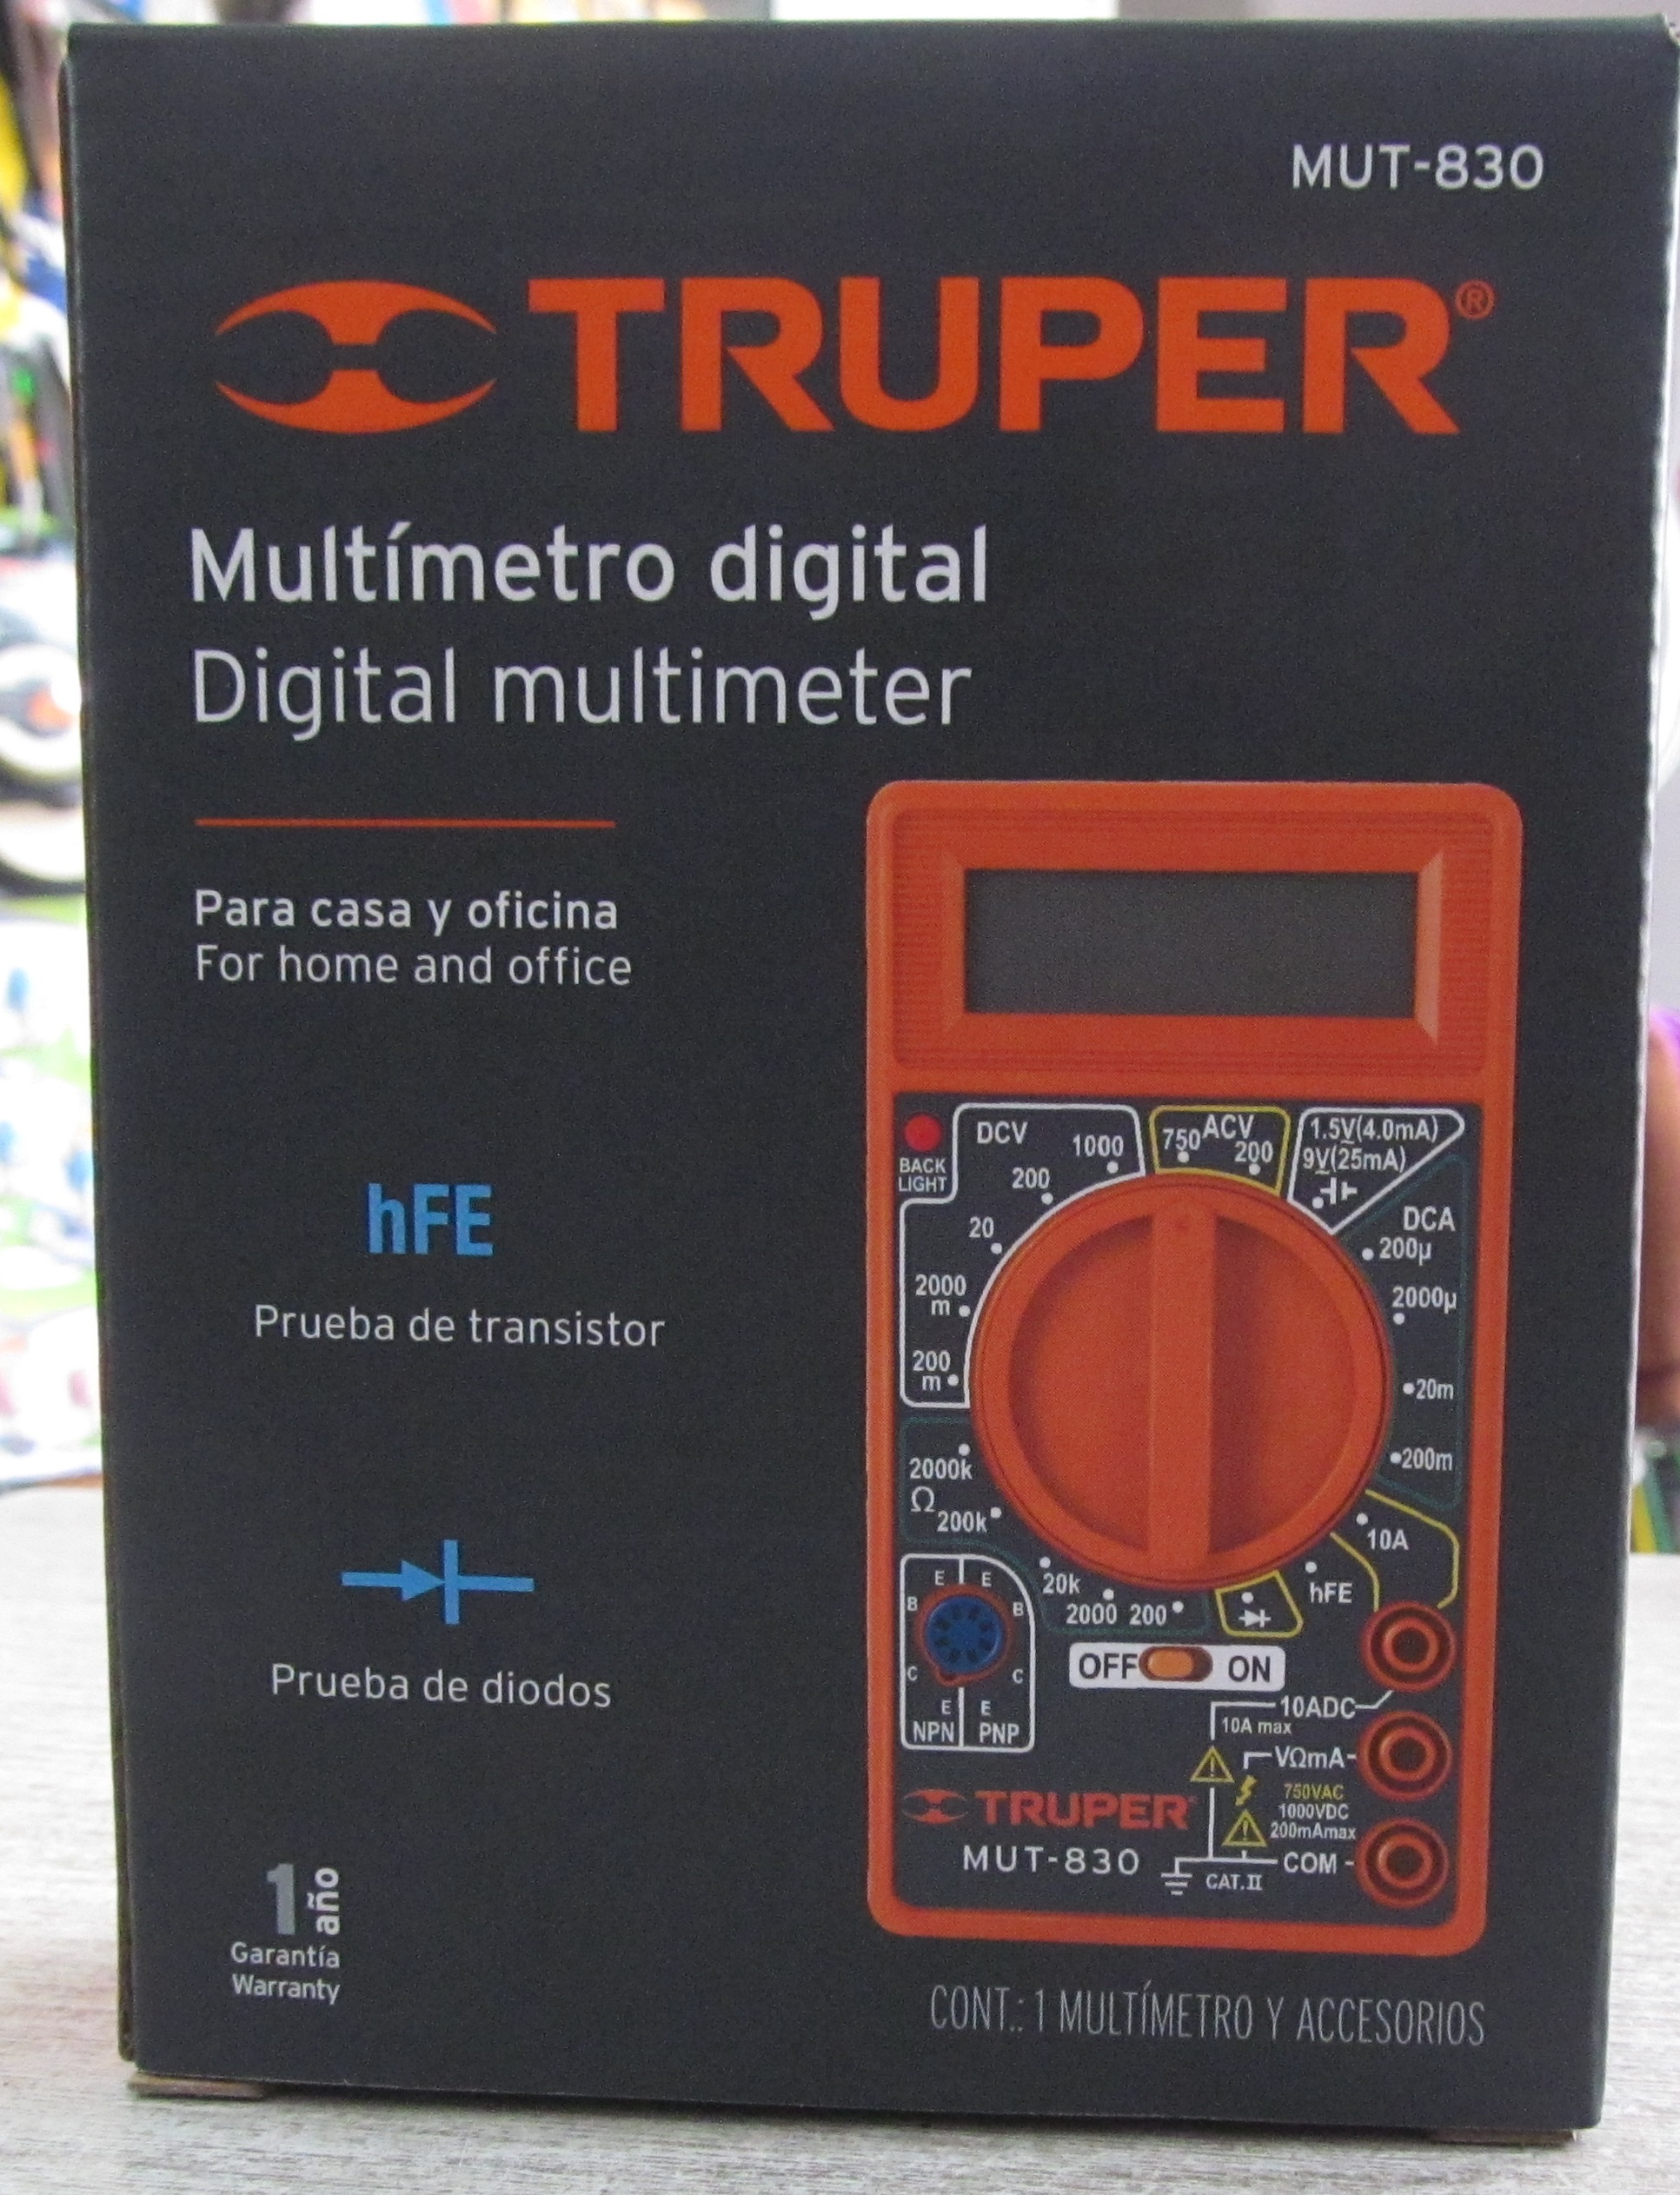 MUT-830
TRUPER®
Multímetro digital
Digital multimeter
Para casa y oficina
For home and office
hFE
Prueba de transistor
Prueba de diodos
1 año
Garantía
Warranty
BACK
LIGHT
DCV
1000
200
20
2000
m
200
m
750 ACV
200
1.5V(4.0mA)
9V(25mA)
DCA
200µ
2000µ
20m
200m
10A
hFE
2000k
Ω
200k
20k
2000 200
E E
B B
C C
E E
NPN PNP
OFF ON
10ADC
10A max
VΩmA
750VAC
1000VDC
200mAmax
COM
CAT.II
TRUPER
MUT-830
CONT.: 1 MULTÍMETRO Y ACCESORIOS